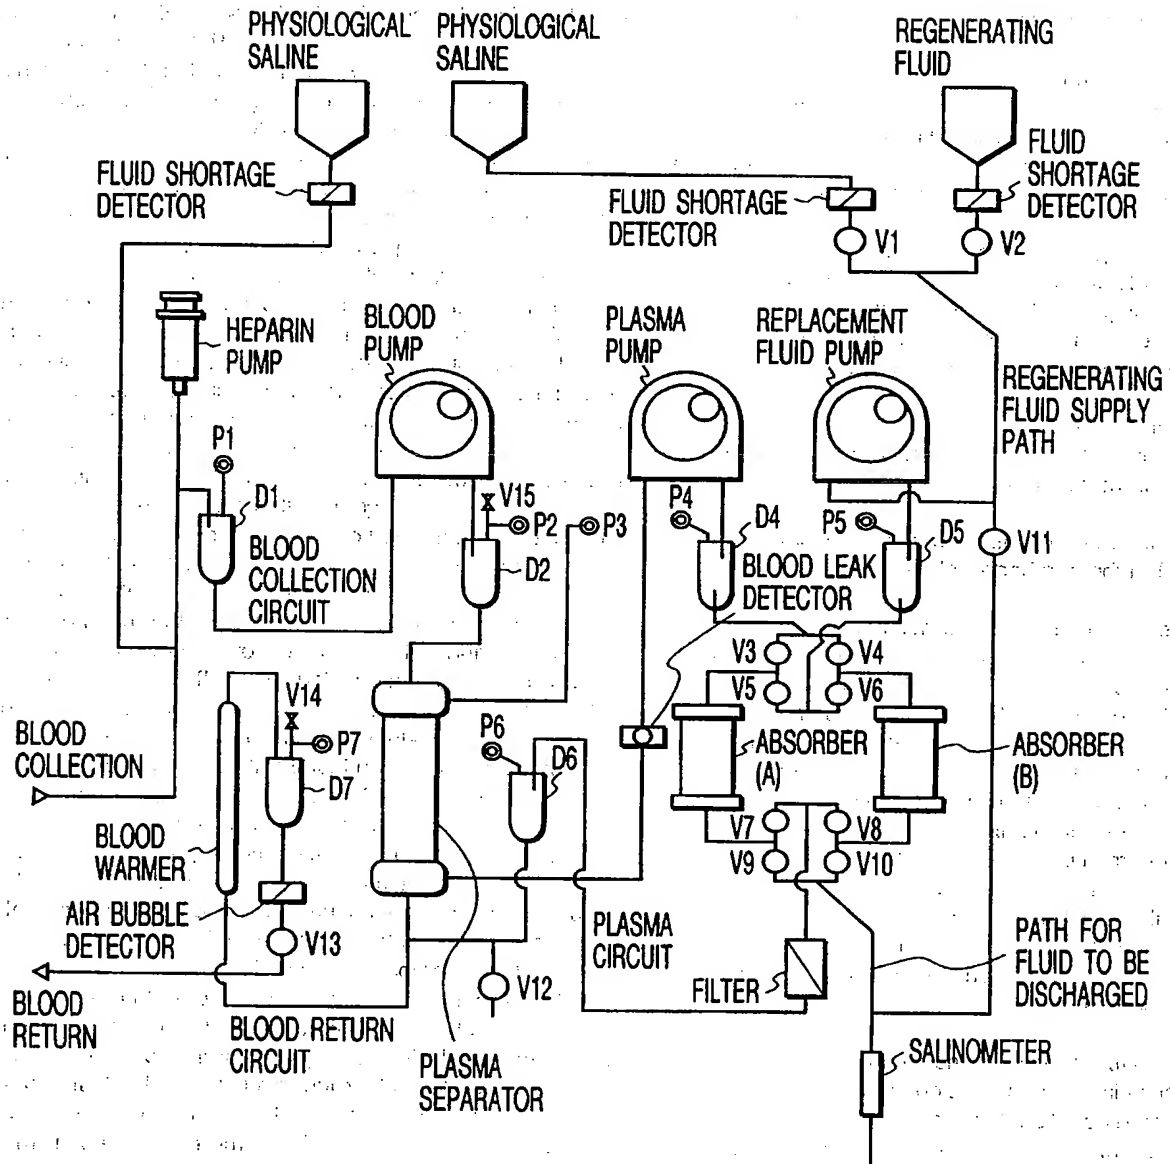 PHYSIOLOGICAL
SALINE
PHYSIOLOGICAL
SALINE
REGENERATING
FLUID
FLUID SHORTAGE
DETECTOR
FLUID SHORTAGE
DETECTOR
FLUID
SHORTAGE
DETECTOR
V1
V2
HEPARIN
PUMP
BLOOD
PUMP
PLASMA
PUMP
REPLACEMENT
FLUID PUMP
REGENERATING
FLUID SUPPLY
PATH
P1
D1
V15
P2
P3
D2
P4
D4
P5
D5
V11
BLOOD
COLLECTION
CIRCUIT
BLOOD LEAK
DETECTOR
V3
V4
V5
V6
BLOOD
COLLECTION
V14
P7
D7
P6
D6
ABSORBER
(A)
ABSORBER
(B)
V7
V8
V9
V10
BLOOD
WARMER
AIR BUBBLE
DETECTOR
V13
V12
PLASMA
CIRCUIT
FILTER
PATH FOR
FLUID TO BE
DISCHARGED
BLOOD
RETURN
BLOOD RETURN
CIRCUIT
PLASMA
SEPARATOR
SALINOMETER